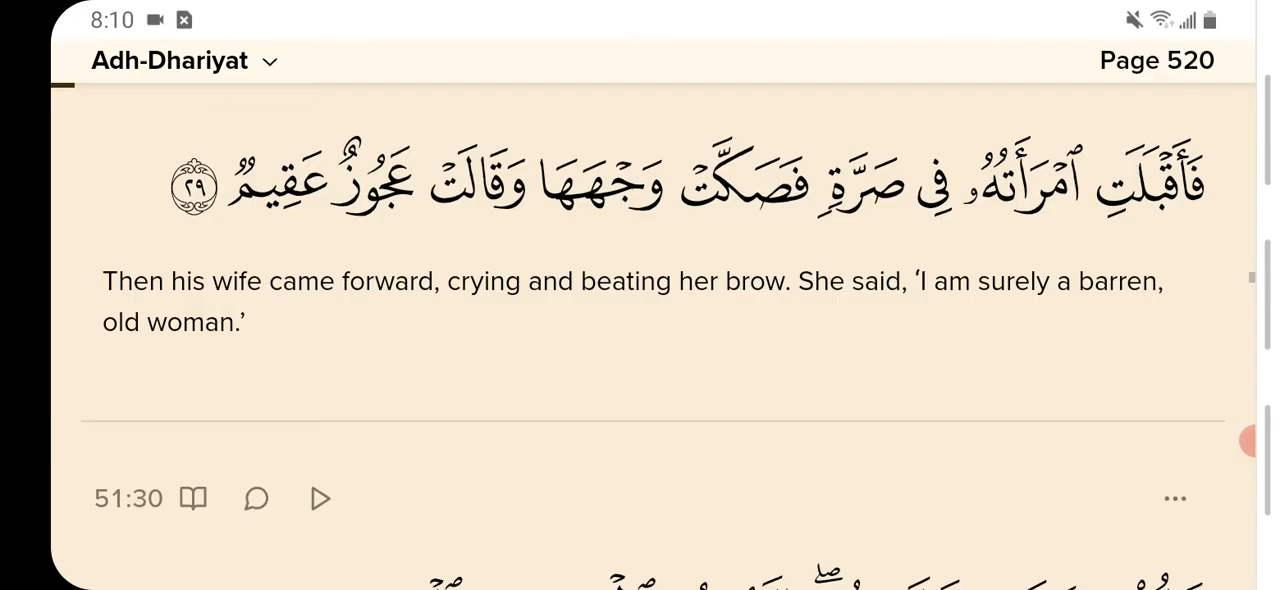 8:10
Adh-Dhariyat
Page 520
فَأَقْبَلَتِ ٱمْرَأَتُهُۥ فِى صَرَّةٍ فَصَكَّتْ وَجْهَهَا وَقَالَتْ عَجُوزٌ عَقِيمٌ ٢٩
Then his wife came forward, crying and beating her brow. She said, ‘I am surely a barren,
old woman.’
51:30